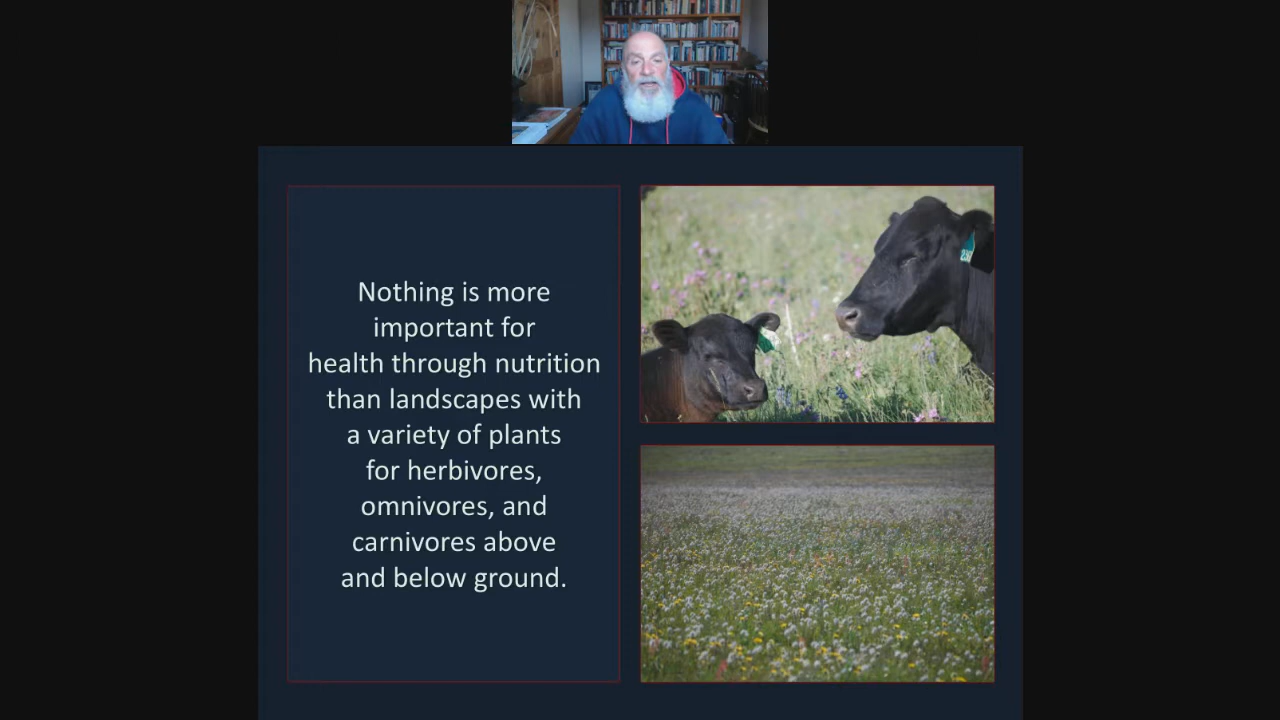 Nothing is more
important for
health through nutrition
than landscapes with
a variety of plants
for herbivores,
omnivores, and
carnivores above
and below ground.